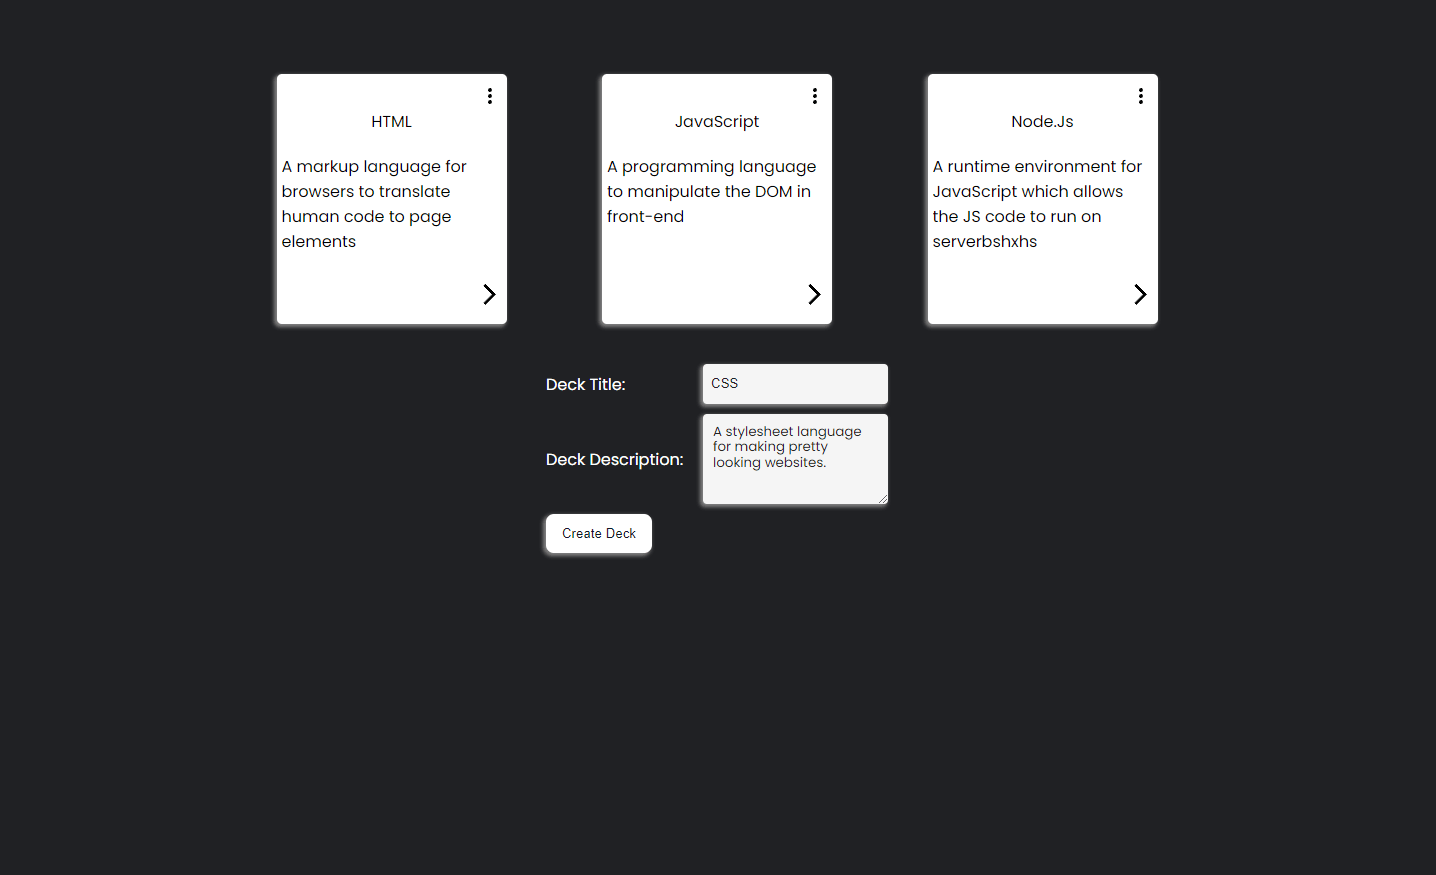 HTML
A markup language for
browsers to translate
human code to page
elements
JavaScript
A programming language
to manipulate the DOM in
front-end
Node.Js
A runtime environment for
JavaScript which allows
the JS code to run on
serverbshxhs
Deck Title:
CSS
Deck Description:
A stylesheet language
for making pretty
looking websites.
Create Deck